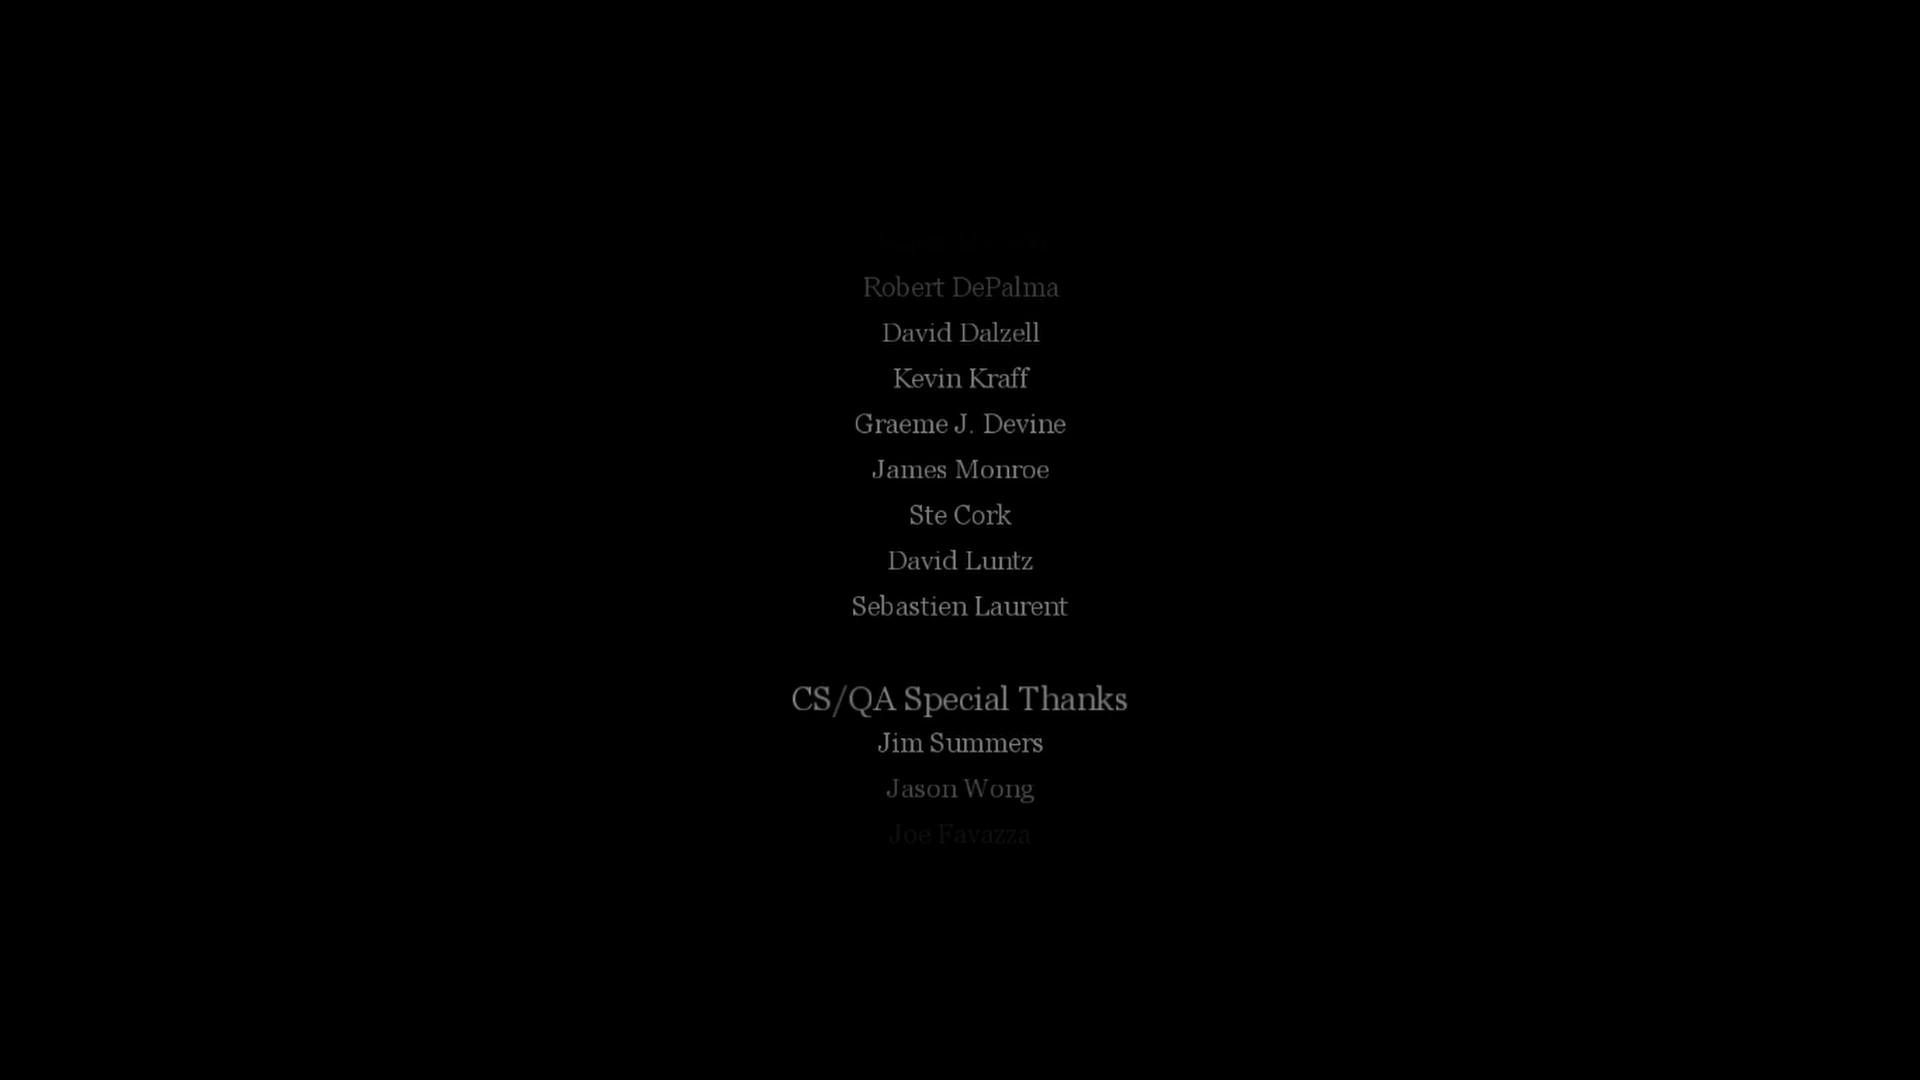 Robert DePalma
David Dalzell
Kevin Kraff
Graeme J. Devine
James Monroe
Ste Cork
David Luntz
Sebastien Laurent
CS/QA Special Thanks
Jim Summers
Jason Wong
Joe Favazza